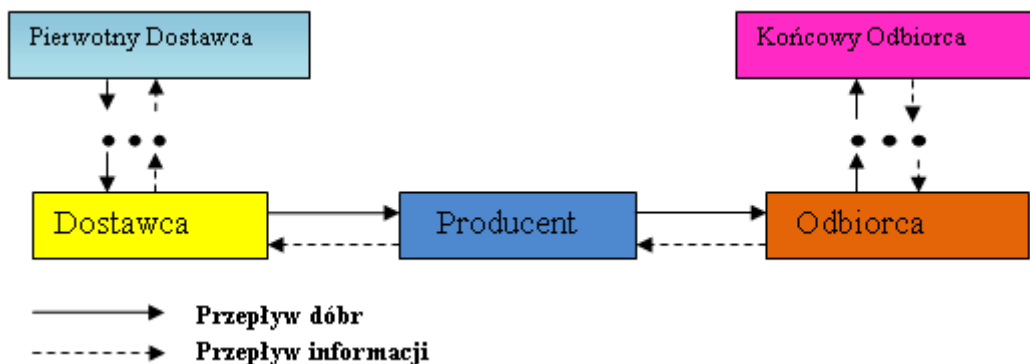 Pierwotny Dostawca
Końcowy Odbiorca
Dostawca
Producent
Odbiorca
Przepływ dóbr
Przepływ informacji